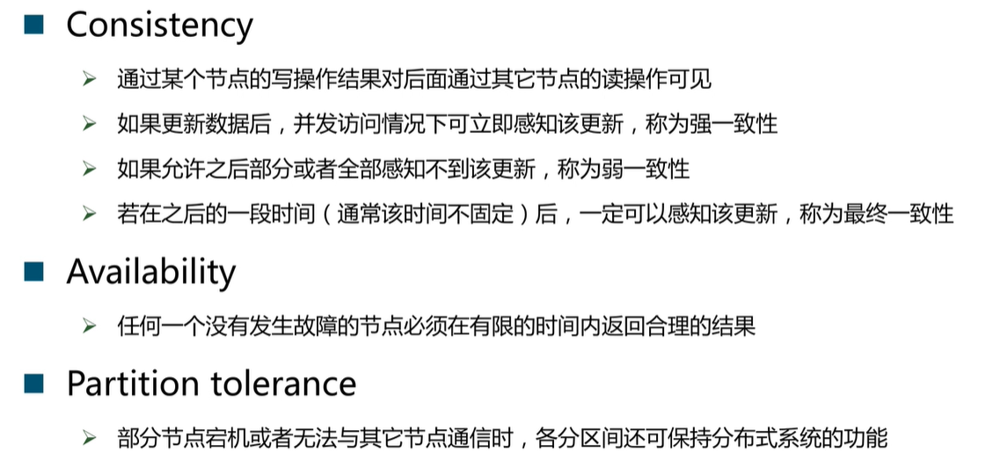 Consistency
通过某个节点的写操作结果对后面通过其它节点的读操作可见
如果更新数据后，并发访问情况下可立即感知该更新，称为强一致性
如果允许之后部分或者全部感知不到该更新，称为弱一致性
若在之后的一段时间（通常该时间不固定）后，一定可以感知该更新，称为最终一致性
Availability
任何一个没有发生故障的节点必须在有限的时间内返回合理的结果
Partition tolerance
部分节点宕机或者无法与其它节点通信时，各分区间还可保持分布式系统的功能